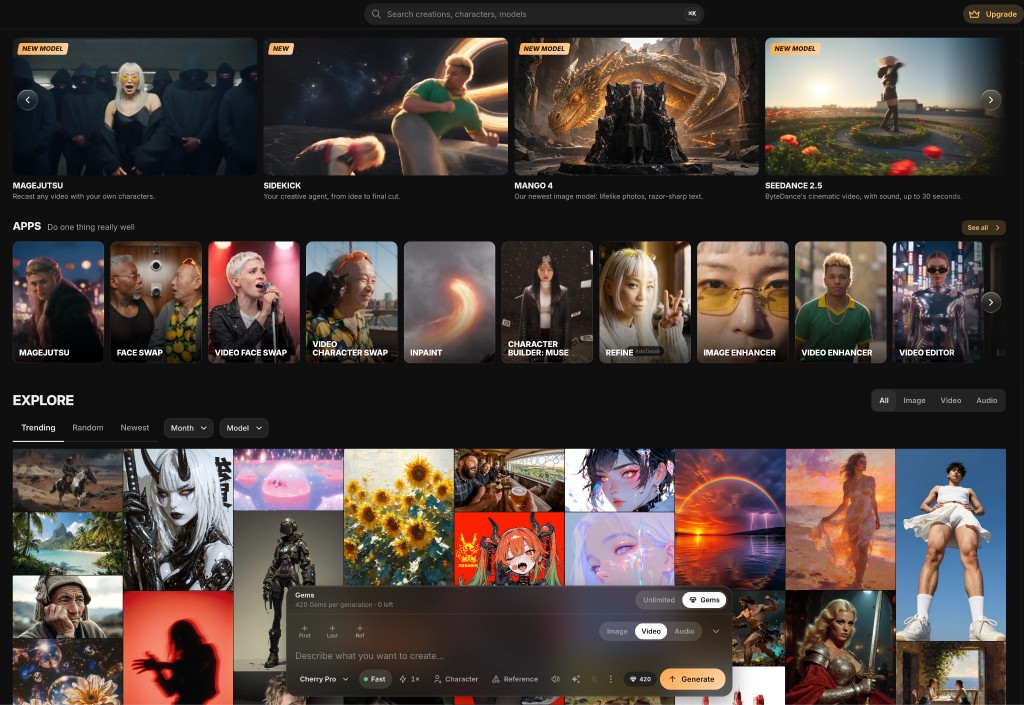 Search creations, characters, models
⌘K
Upgrade
NEW MODEL
NEW
NEW MODEL
NEW MODEL
MAGEJUTSU
Recast any video with your own characters.
SIDEKICK
Your creative agent, from idea to final cut.
MANGO 4
Our newest image model: lifelike photos, razor-sharp text.
SEEDANCE 2.5
ByteDance's cinematic video, with sound, up to 30 seconds.
APPS Do one thing really well
See all
MAGEJUTSU
FACE SWAP
VIDEO FACE SWAP
VIDEO
CHARACTER SWAP
INPAINT
CHARACTER
BUILDER: MUSE
REFINE Add Detail
IMAGE ENHANCER
VIDEO ENHANCER
VIDEO EDITOR
EXPLORE
All Image Video Audio
Trending Random Newest Month Model
Gems
420 Gems per generation · 0 left
Unlimited Gems
First Last Ref
Image Video Audio
Describe what you want to create...
Cherry Pro Fast 1× Character Reference 420 Generate